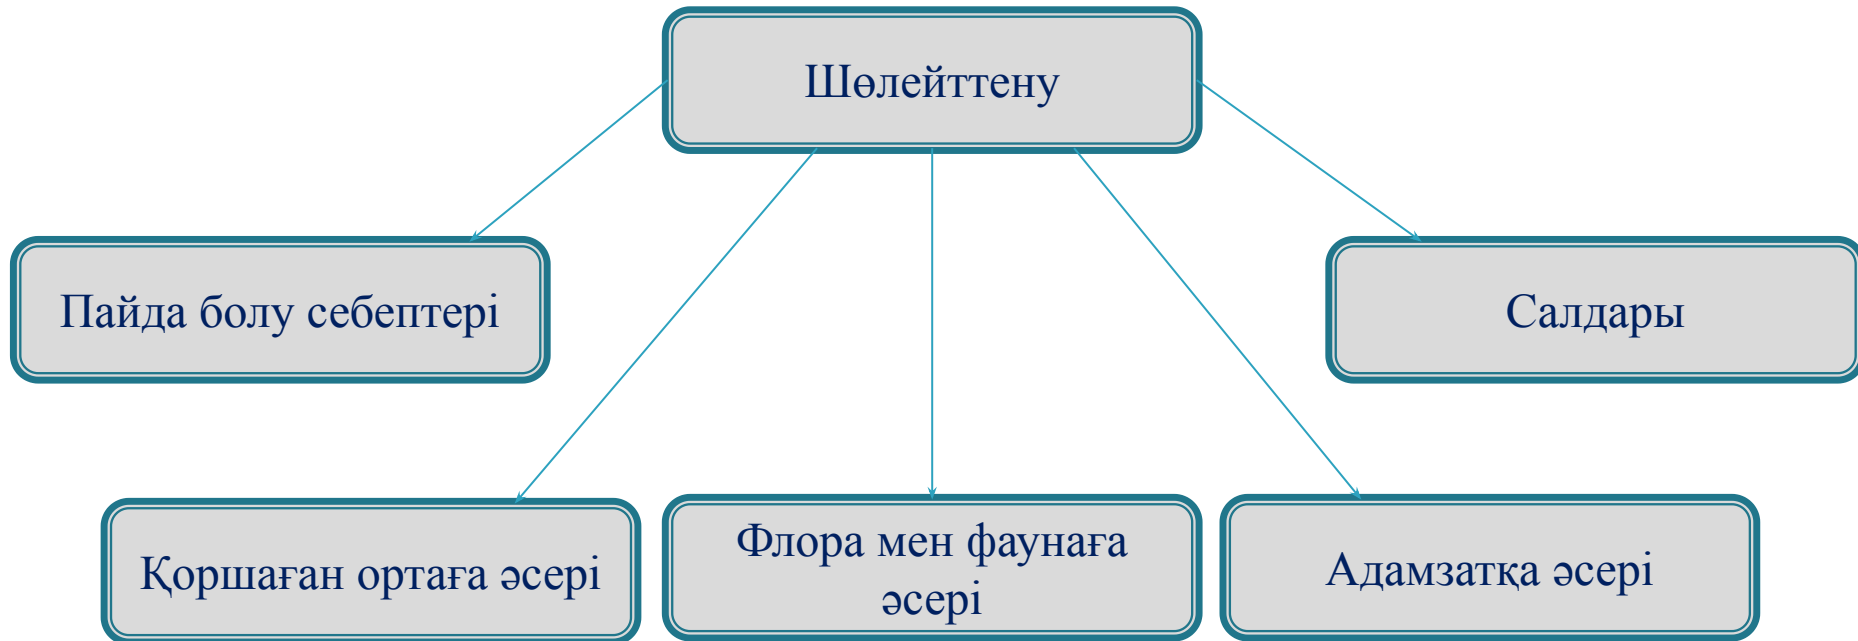 Шөлейттену
Пайда болу себептері
Салдары
Қоршаған ортаға әсері
Флора мен фаунаға
әсері
Адамзатқа әсері